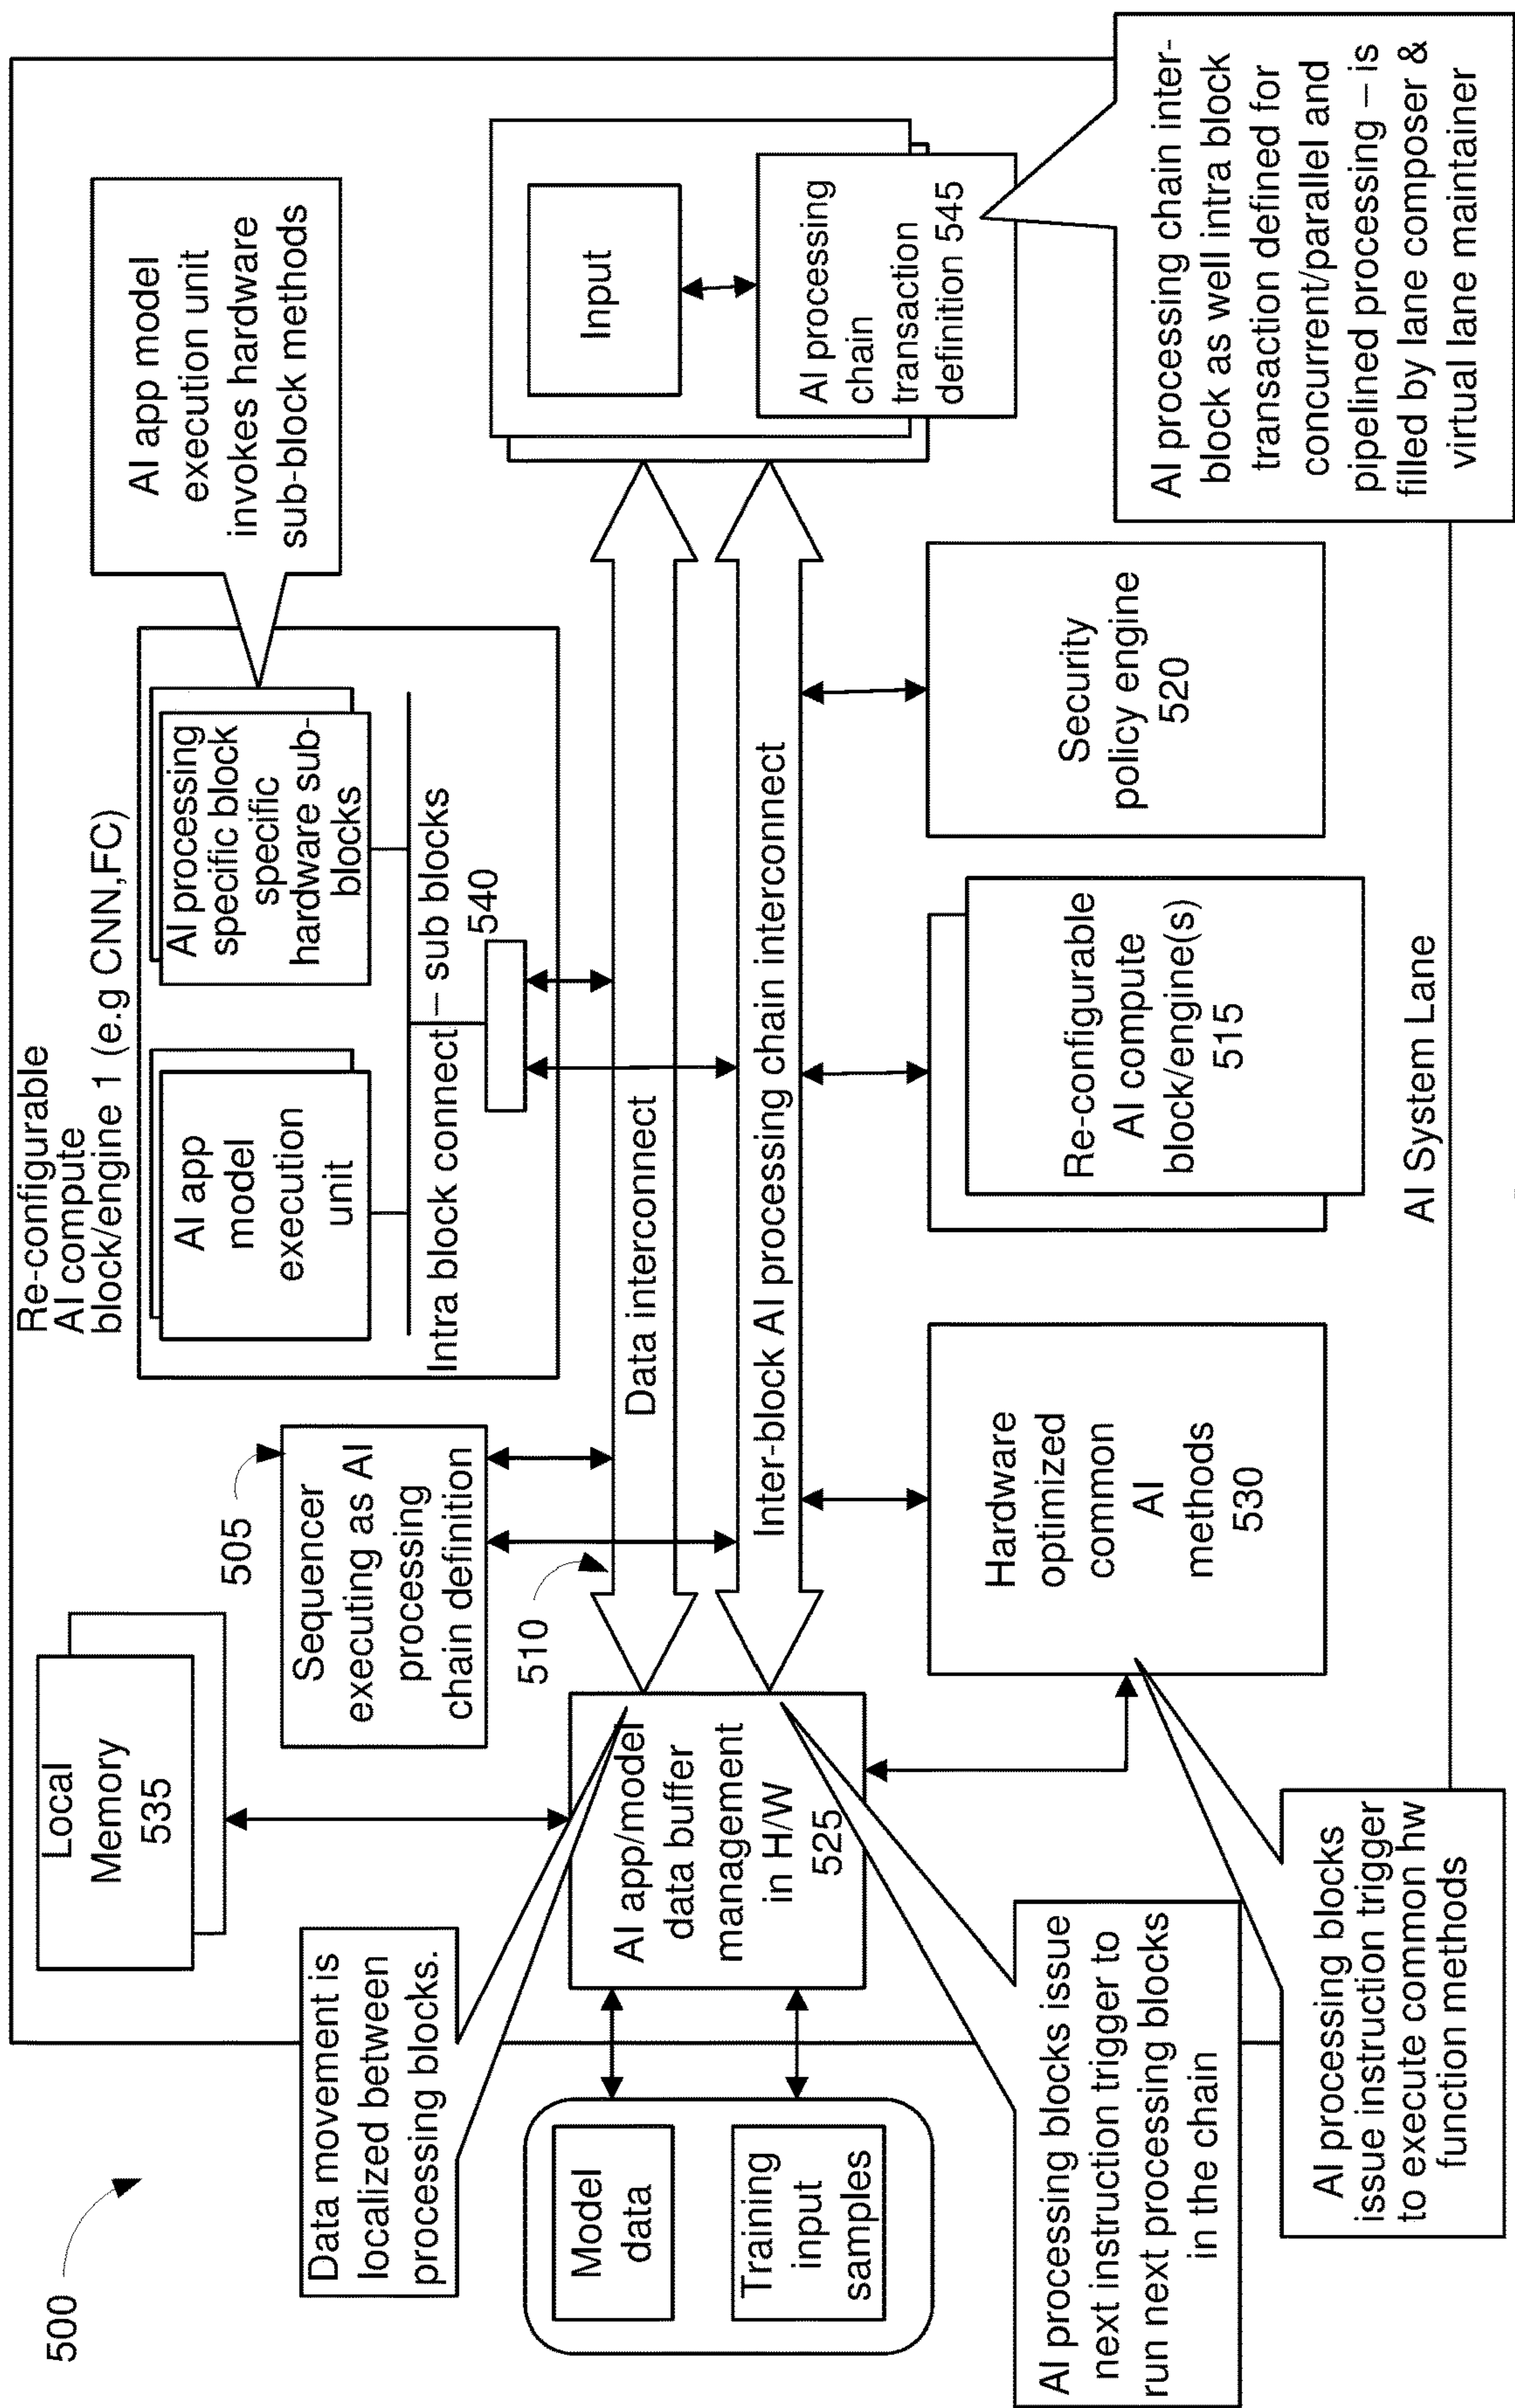 500
Re-configurable
AI compute
block/engine 1 (e.g CNN,FC)
Local
Memory
535
505
Sequencer
executing as AI
processing
chain definition
AI app
model
execution
unit
AI processing
specific block
specific
hardware sub-
blocks
Intra block connect – sub blocks
540
AI app model
execution unit
invokes hardware
sub-block methods
Data movement is
localized between
processing blocks.
510
Data interconnect
Inter-block AI processing chain interconnect
Model
data
Training
input
samples
AI app/model
data buffer
management
in H/W
525
Input
AI processing
chain
transaction
definition 545
Hardware
optimized
common
AI
methods
530
Re-configurable
AI compute
block/engine(s)
515
Security
policy engine
520
AI processing blocks issue
next instruction trigger to
run next processing blocks
in the chain
AI processing blocks
issue instruction trigger
to execute common hw
function methods
AI System Lane
AI processing chain inter-
block as well intra block
transaction defined for
concurrent/parallel and
pipelined processing – is
filled by lane composer &
virtual lane maintainer